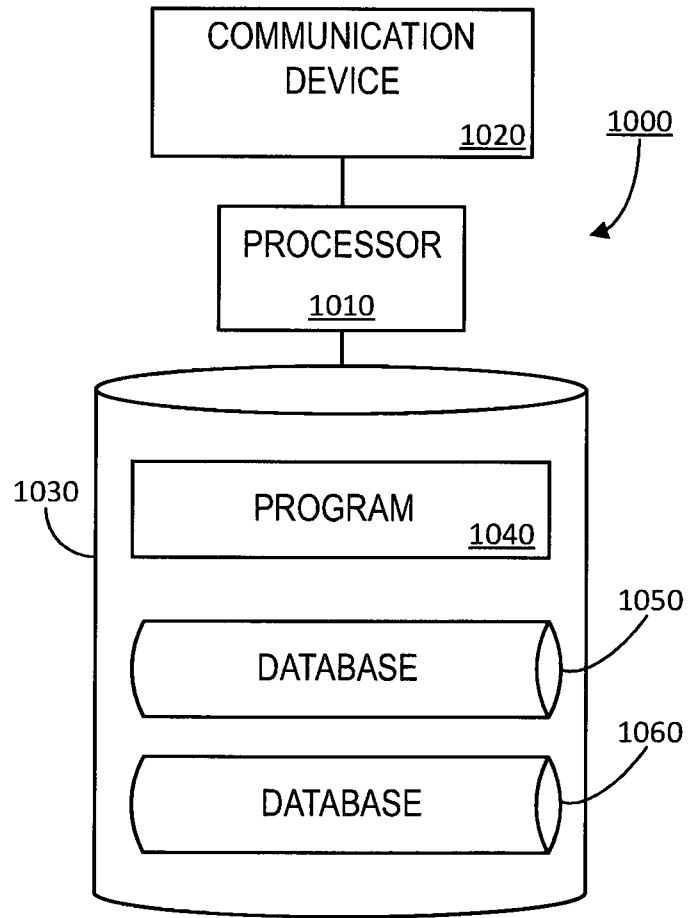 COMMUNICATION
DEVICE
1020
1000
PROCESSOR
1010
1030
PROGRAM
1040
1050
DATABASE
1060
DATABASE